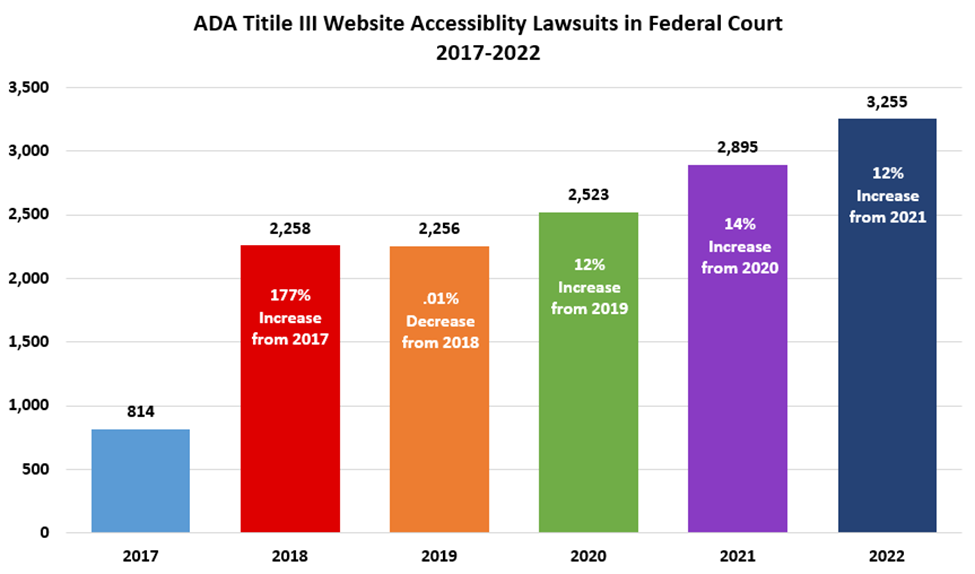 ADA Titile III Website Accessiblity Lawsuits in Federal Court
2017-2022
3,500
3,000
2,500
2,000
1,500
1,000
500
0
814
2,258
177%
Increase
from 2017
2,256
.01%
Decrease
from 2018
2,523
12%
Increase
from 2019
2,895
14%
Increase
from 2020
3,255
12%
Increase
from 2021
2017
2018
2019
2020
2021
2022